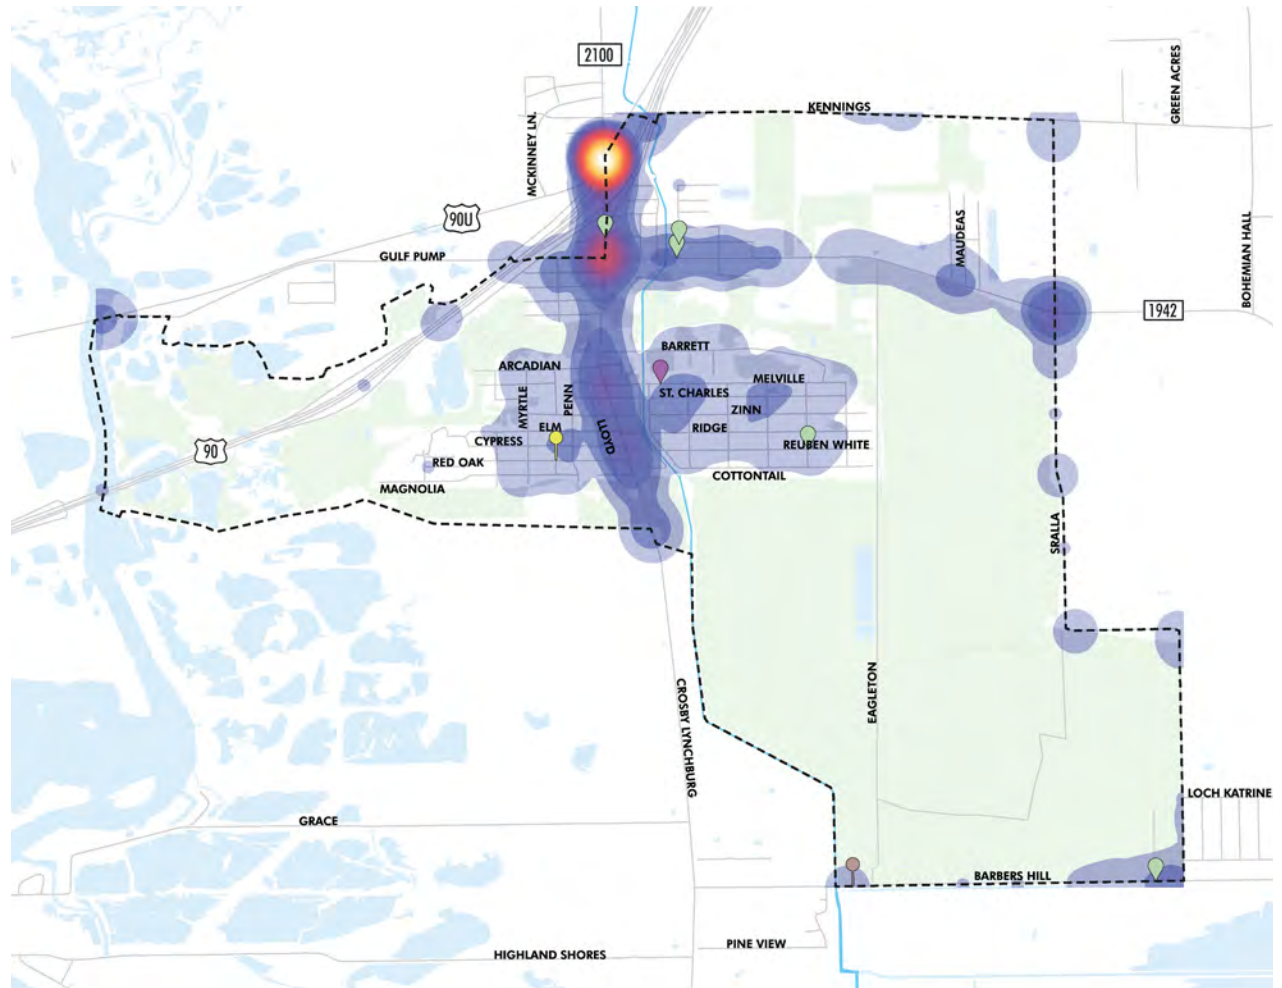 2100
KENNINGS
GREEN ACRES
MCKINNEY LN.
90U
MAUDEAS
BOHEMIAN HALL
GULF PUMP
1942
BARRETT
ARCADIAN
MELVILLE
MYRTLE
PENN
ST. CHARLES
ZINN
ELM
LLOYD
RIDGE
CYPRESS
REUBEN WHITE
90
RED OAK
COTTONTAIL
MAGNOLIA
SRALLA
EAGLETON
CROSBY LYNCHBURG
LOCH KATRINE
GRACE
BARBERS HILL
PINE VIEW
HIGHLAND SHORES